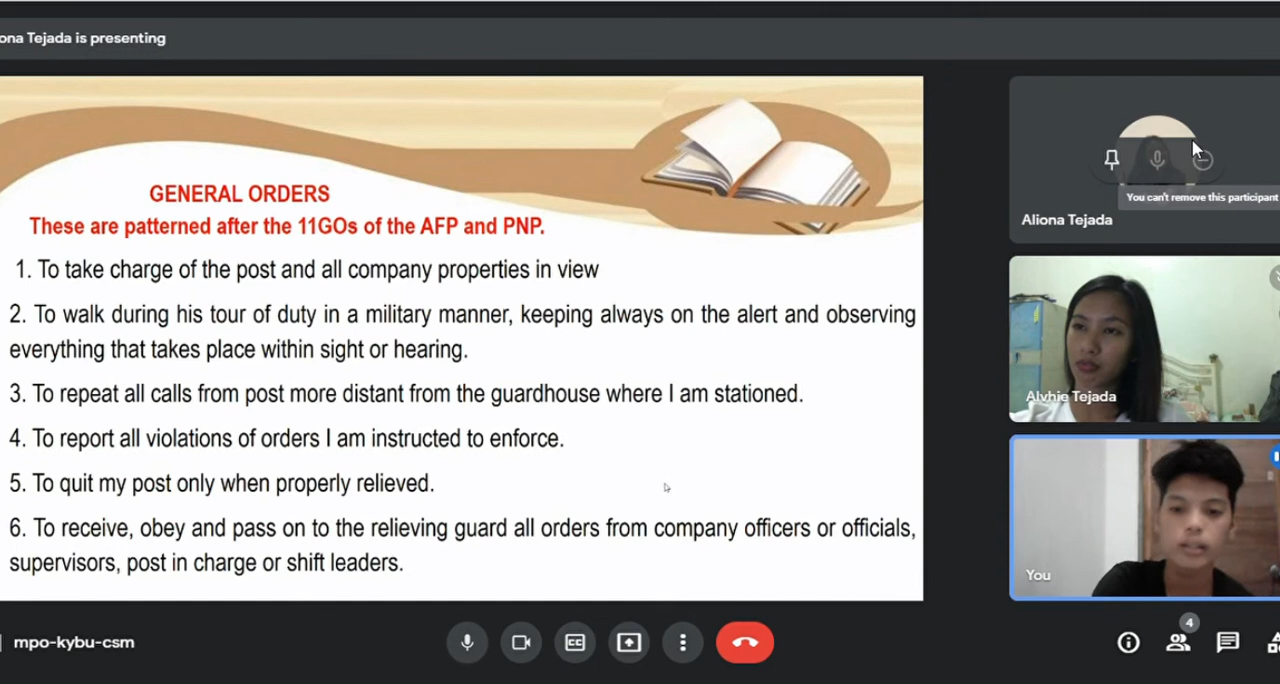 ona Tejada is presenting
GENERAL ORDERS
These are patterned after the 11GOs of the AFP and PNP.
1. To take charge of the post and all company properties in view
2. To walk during his tour of duty in a military manner, keeping always on the alert and observing
everything that takes place within sight or hearing.
3. To repeat all calls from post more distant from the guardhouse where I am stationed.
4. To report all violations of orders I am instructed to enforce.
5. To quit my post only when properly relieved.
6. To receive, obey and pass on to the relieving guard all orders from company officers or officials,
supervisors, post in charge or shift leaders.
You can't remove this participant
Aliona Tejada
Alvhie Tejada
You
mpo-kybu-csm
CC
4